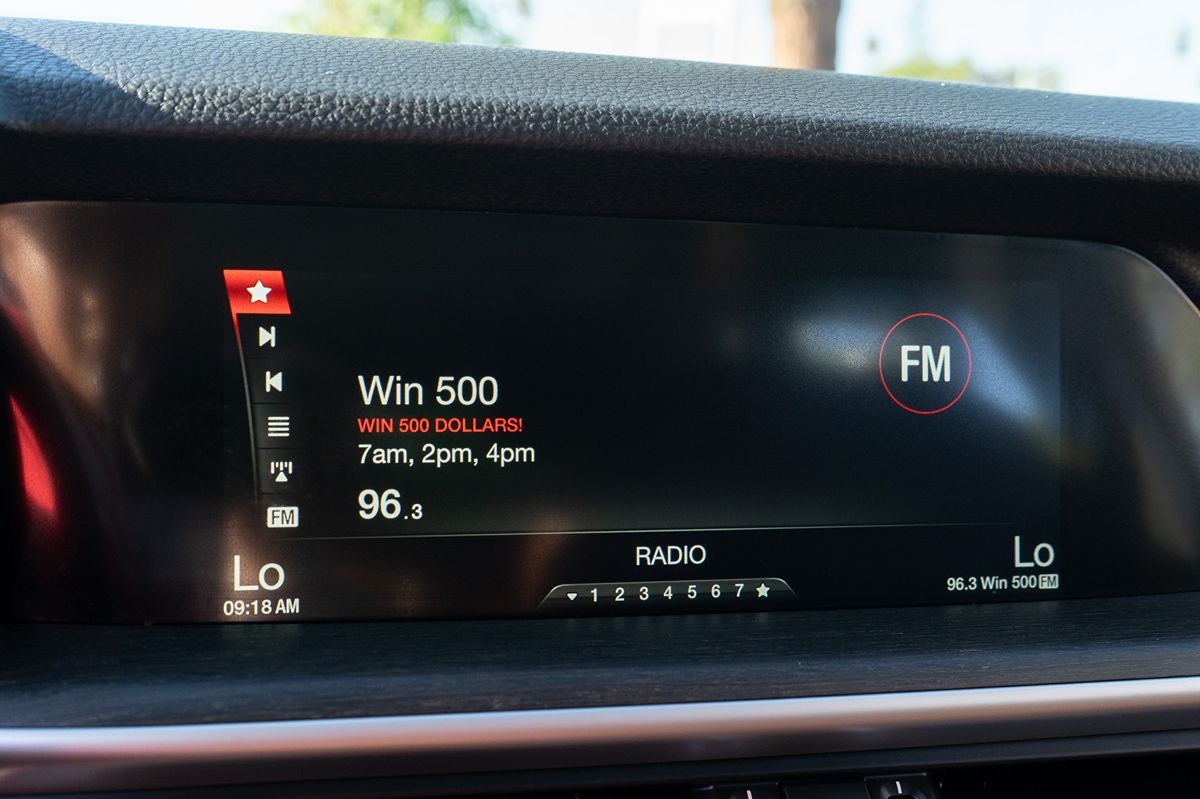 Win 500
WIN 500 DOLLARS!
7am, 2pm, 4pm
96.3
FM
FM
RADIO
Lo
09:18 AM
1 2 3 4 5 6 7
Lo
96.3 Win 500 FM